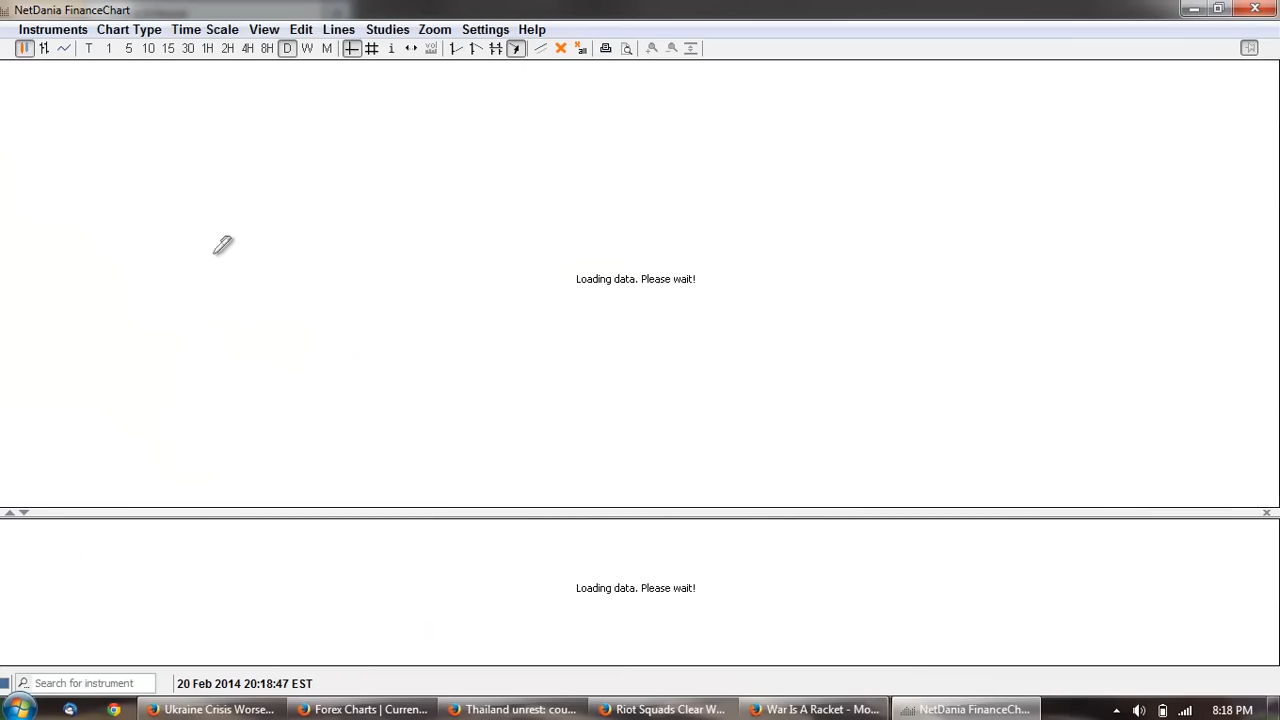 NetDania FinanceChart
Instruments Chart Type Time Scale View Edit Lines Studies Zoom Settings Help
T 1 5 10 15 30 1H 2H 4H 8H D W M i vol all
Loading data. Please wait!
Loading data. Please wait!
Search for instrument 20 Feb 2014 20:18:47 EST
Ukraine Crisis Worse... Forex Charts | Curren... Thailand unrest: cou... Riot Squads Clear W... War Is A Racket - Mo... NetDania FinanceCh... 8:18 PM